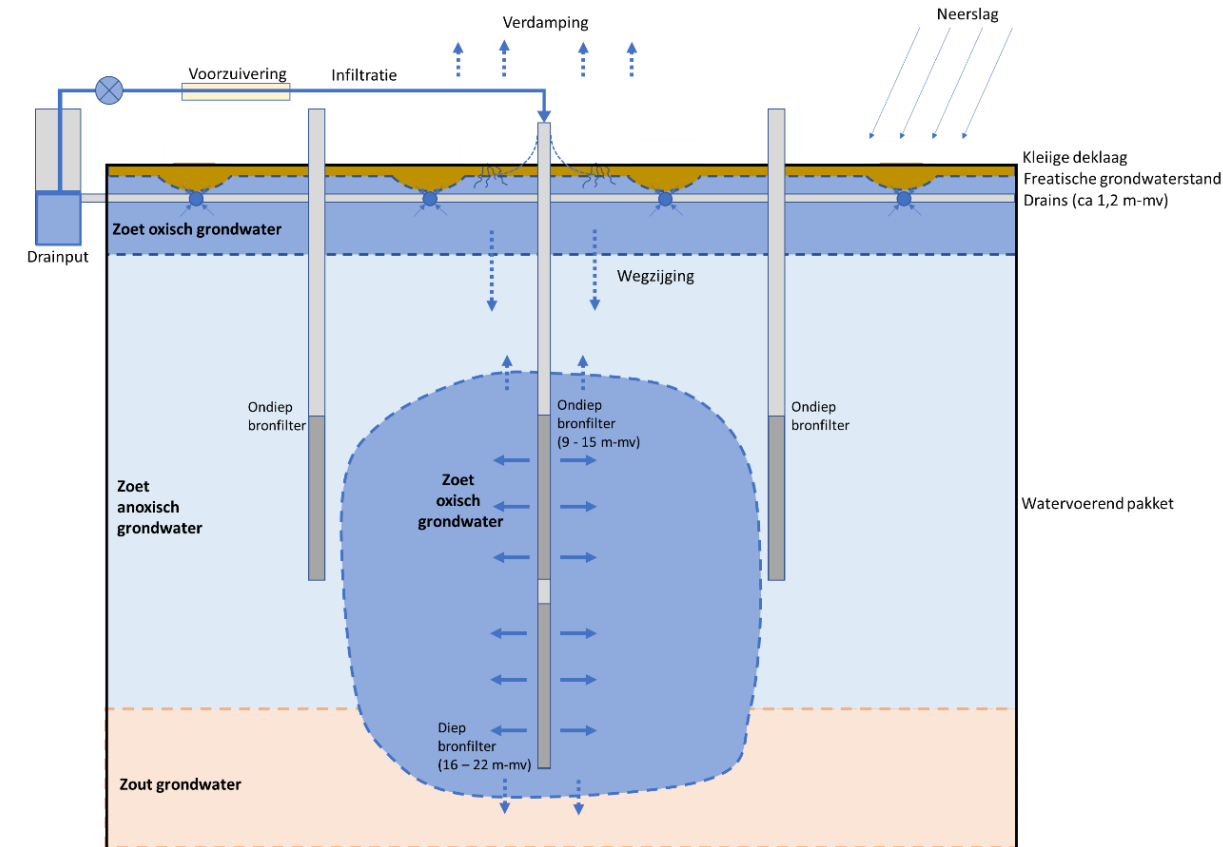 Verdamping
Neerslag
Voorzuivering
Infiltratie
Kleiige deklaag
Freatische grondwaterstand
Drains (ca 1,2 m-mv)
Zoet oxisch grondwater
Drainput
Wegzijging
Ondiep
bronfilter
Ondiep
bronfilter
(9 - 15 m-mv)
Ondiep
bronfilter
Zoet
anoxisch
grondwater
Zoet
oxisch
grondwater
Watervoerend pakket
Diep
bronfilter
(16 – 22 m-mv)
Zout grondwater